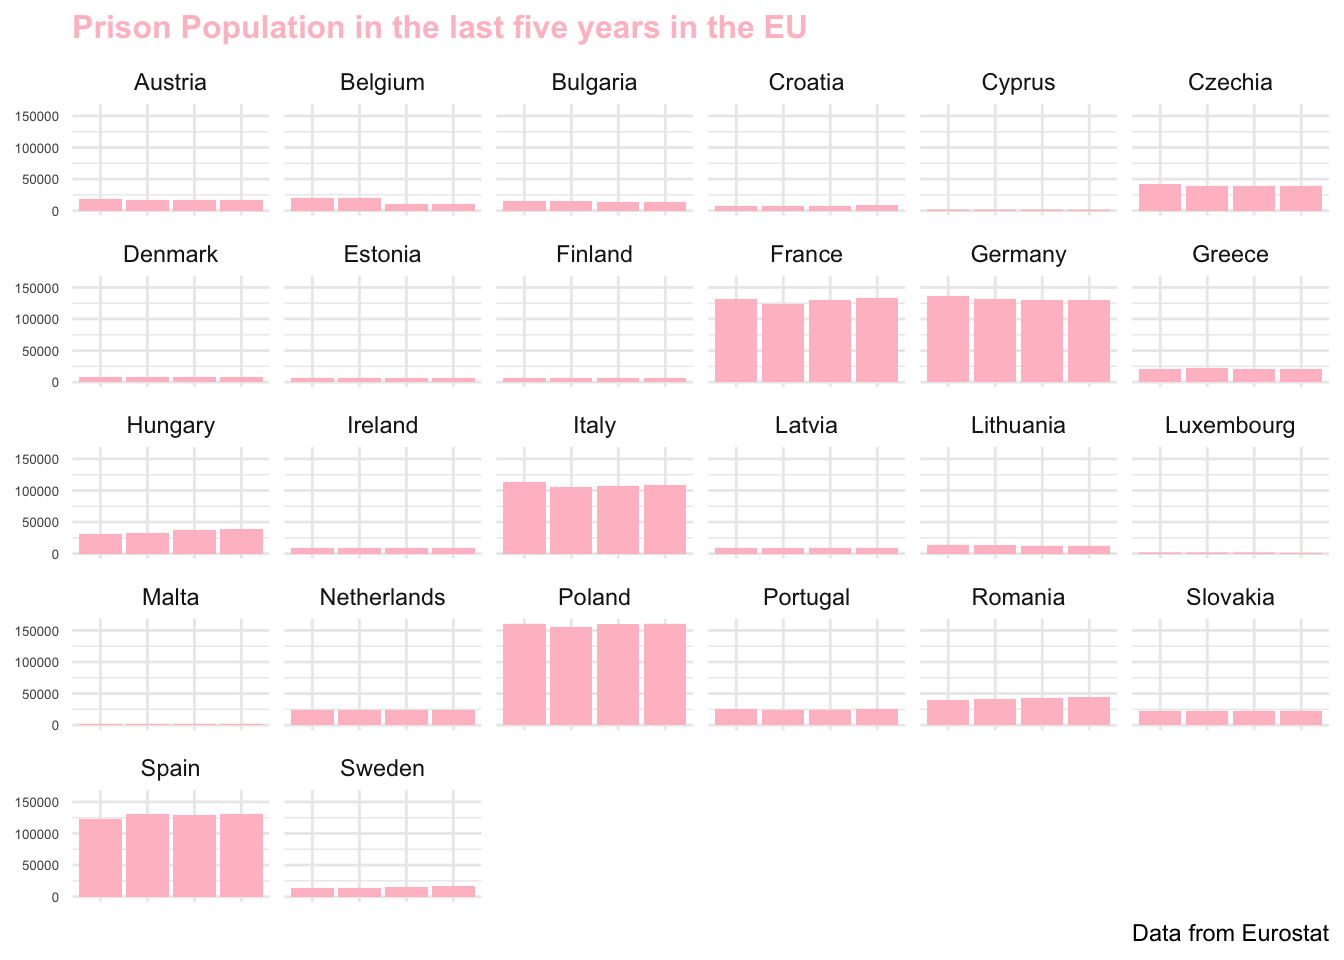 Prison Population in the last five years in the EU
Austria Belgium Bulgaria Croatia Cyprus Czechia
150000
100000
50000
0
Denmark Estonia Finland France Germany Greece
150000
100000
50000
0
Hungary Ireland Italy Latvia Lithuania Luxembourg
150000
100000
50000
0
Malta Netherlands Poland Portugal Romania Slovakia
150000
100000
50000
0
Spain Sweden
150000
100000
50000
0
Data from Eurostat